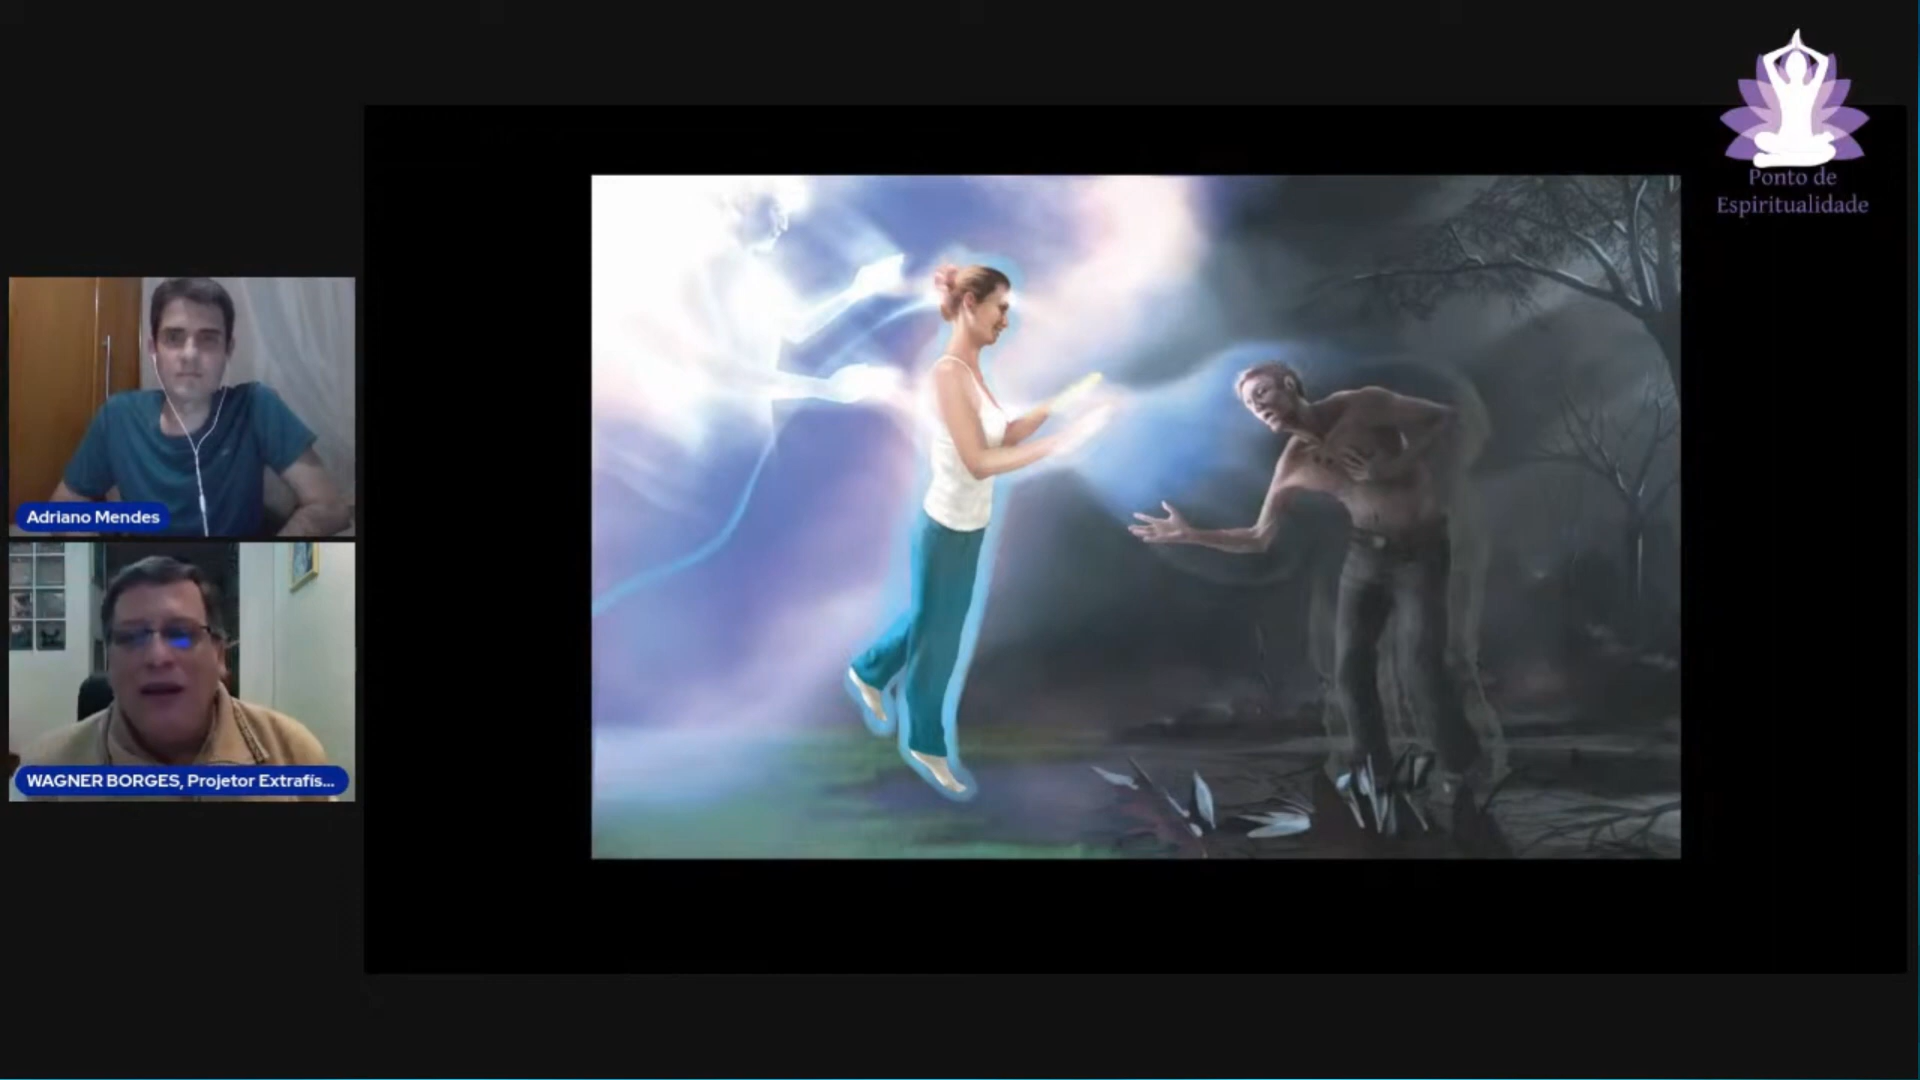 Ponto de
Espiritualidade
Adriano Mendes
WAGNER BORGES, Projetor Extrafís...